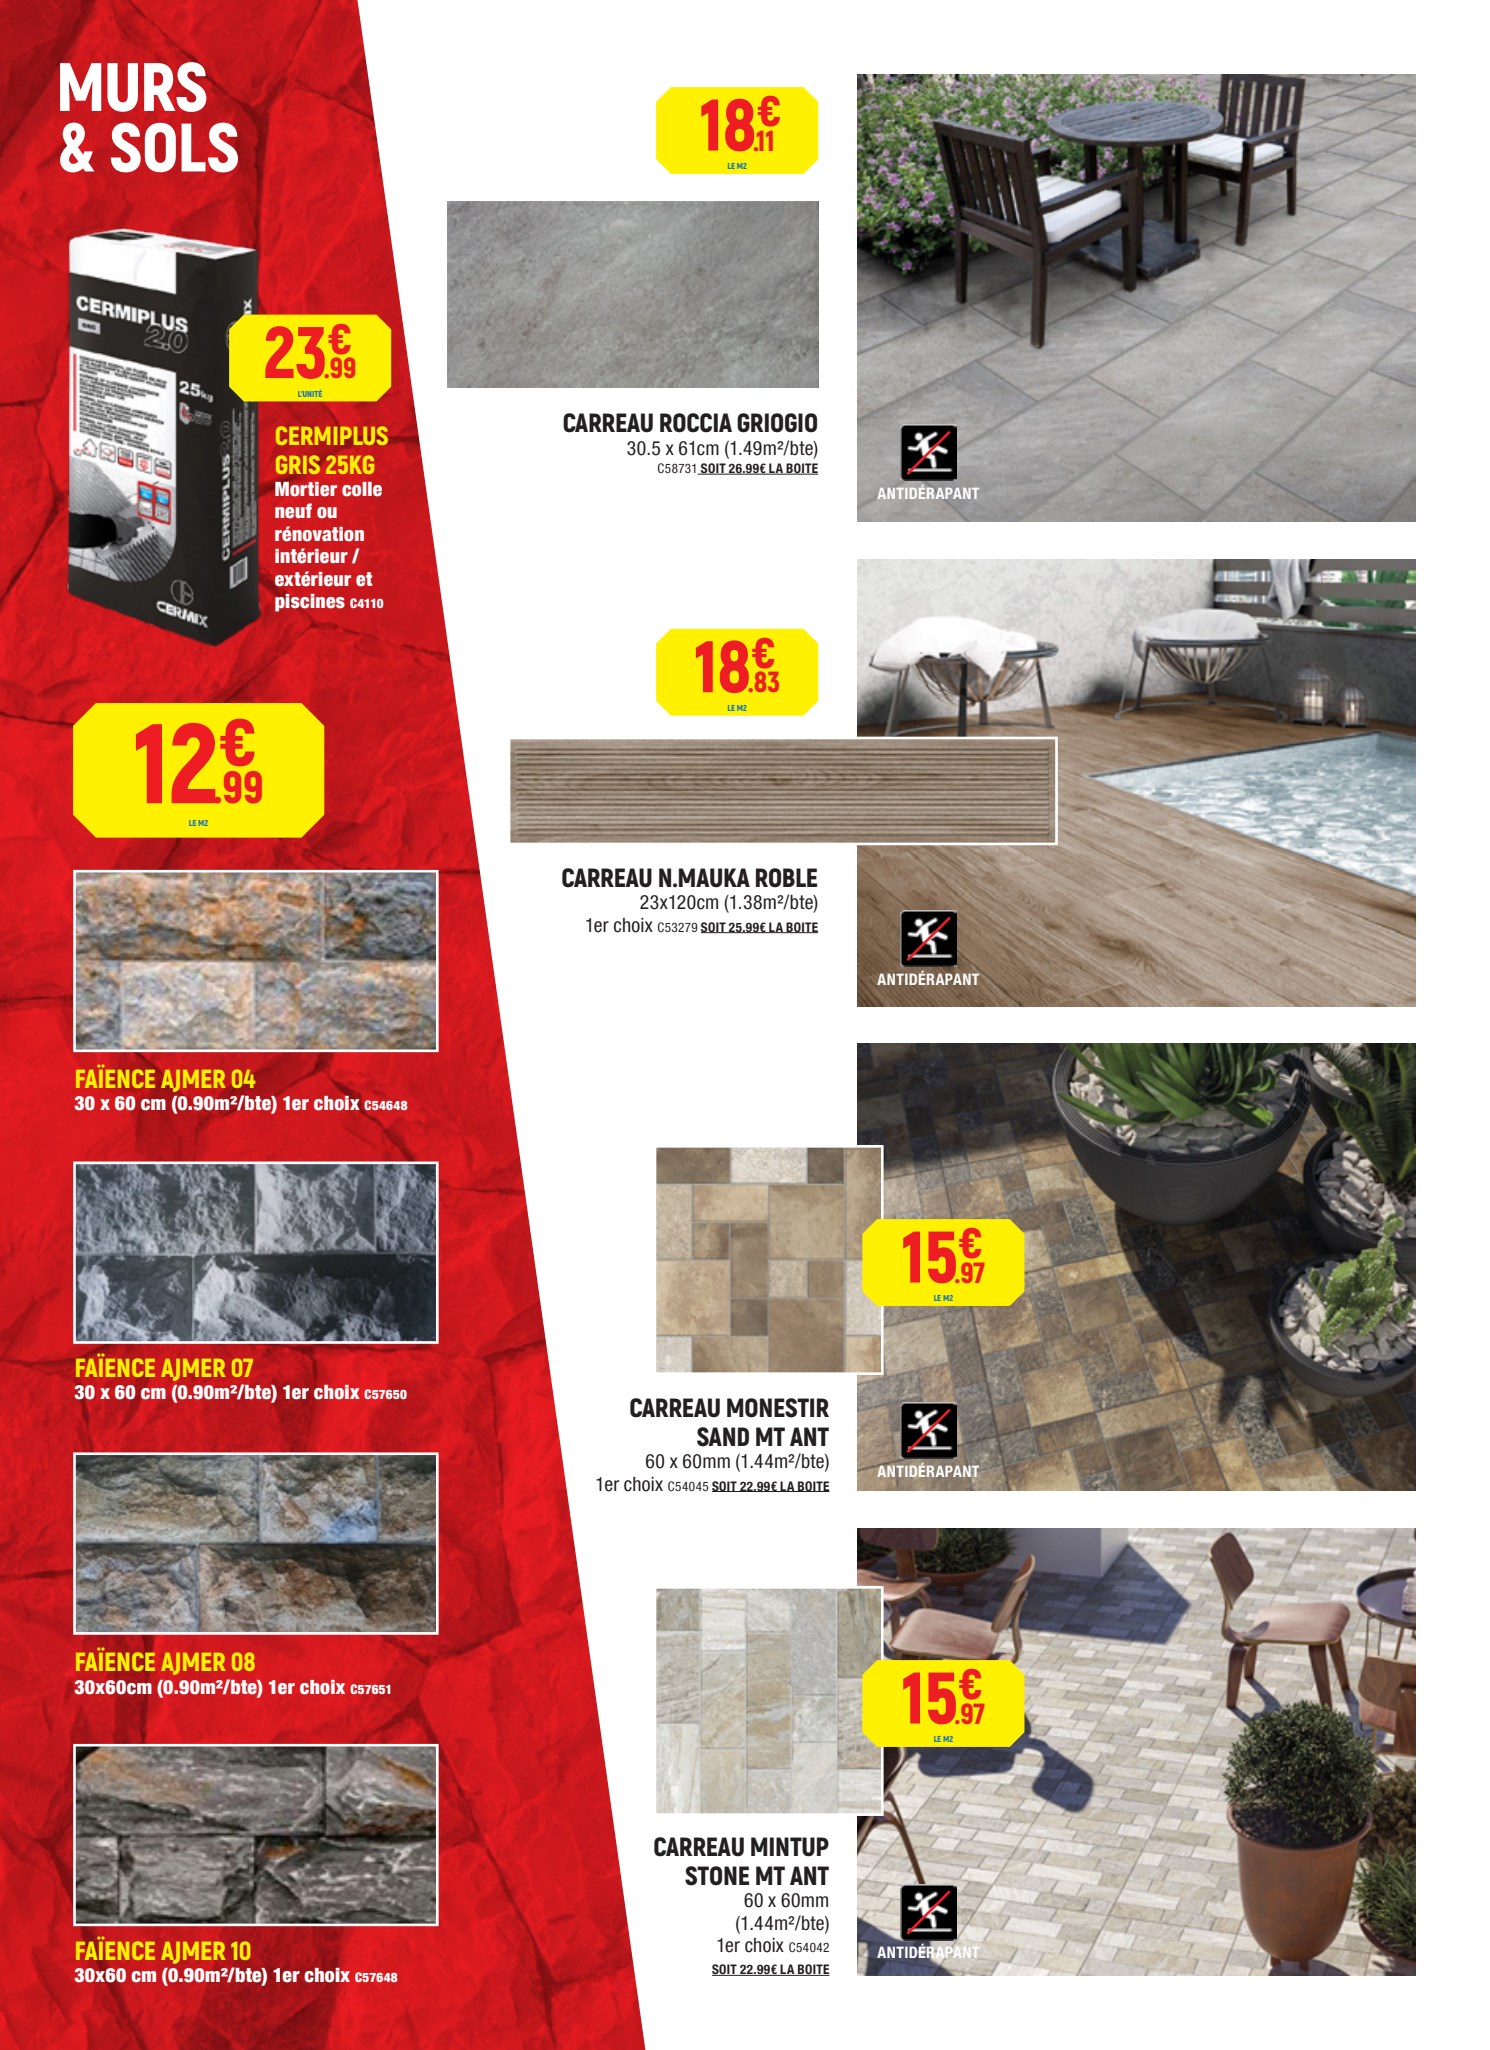 MURS
& SOLS
CERMIPLUS
2.0
25kg
CERMIPLUS 2.0
CERMIX
23€.99
L'UNITÉ
CERMIPLUS
GRIS 25KG
Mortier colle
neuf ou
rénovation
intérieur /
extérieur et
piscines C4110
12€.99
LE M2
FAÏENCE AJMER 04
30 x 60 cm (0.90m²/bte) 1er choix C54648
FAÏENCE AJMER 07
30 x 60 cm (0.90m²/bte) 1er choix C57650
FAÏENCE AJMER 08
30x60cm (0.90m²/bte) 1er choix C57651
FAÏENCE AJMER 10
30x60 cm (0.90m²/bte) 1er choix C57648
18€.11
LE M2
CARREAU ROCCIA GRIOGIO
30.5 x 61cm (1.49m²/bte)
C58731 SOIT 26.99€ LA BOITE
ANTIDÉRAPANT
18€.83
LE M2
CARREAU N.MAUKA ROBLE
23x120cm (1.38m²/bte)
1er choix C53279 SOIT 25.99€ LA BOITE
ANTIDÉRAPANT
15€.97
LE M2
CARREAU MONESTIR
SAND MT ANT
60 x 60mm (1.44m²/bte)
1er choix C54045 SOIT 22.99€ LA BOITE
ANTIDÉRAPANT
15€.97
LE M2
CARREAU MINTUP
STONE MT ANT
60 x 60mm
(1.44m²/bte)
1er choix C54042
SOIT 22.99€ LA BOITE
ANTIDÉRAPANT